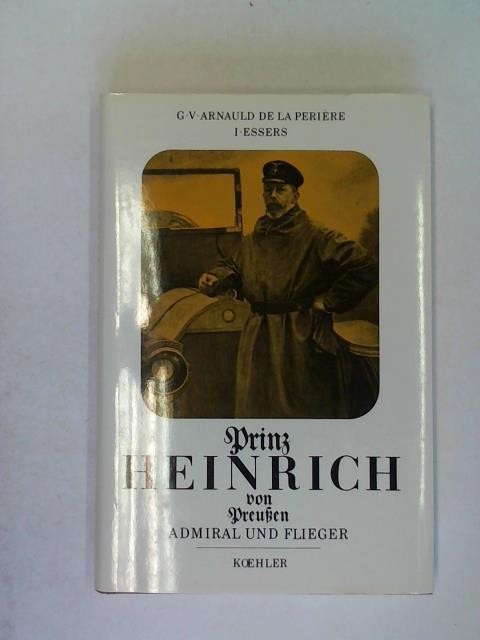 G·V·ARNAULD DE LA PERIÈRE
I·ESSERS
Prinz
HEINRICH
von
Preußen
ADMIRAL UND FLIEGER
KOEHLER